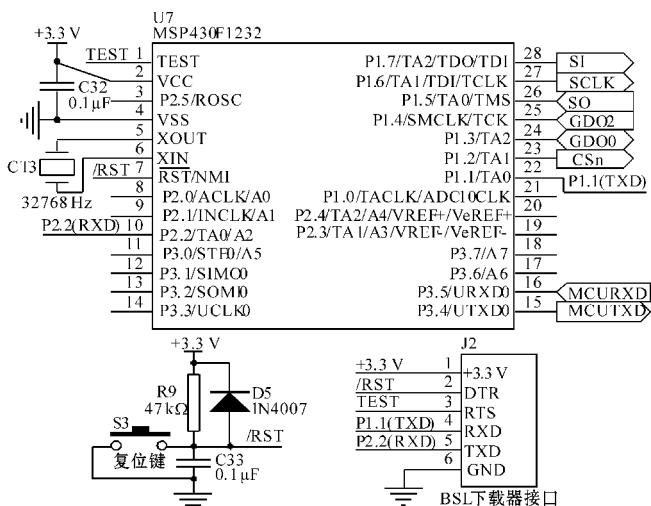 U7
MSP430F1232
+3.3 V
TEST 1 TEST
2 VCC
C32
0.1μF
3 P2.5/ROSC
4 VSS
5 XOUT
6 XIN
CT3
32768 Hz
/RST 7 RST/NMI
8 P2.0/ACLK/A0
9 P2.1/INCLK/A1
P2.2(RXD) 10 P2.2/TA0/A2
11 P3.0/STE0/A5
12 P3.1/SIMO0
13 P3.2/SOMI0
14 P3.3/UCLK0
P1.7/TA2/TDO/TDI 28 SI
P1.6/TA1/TDI/TCLK 27 SCLK
P1.5/TA0/TMS 26 SO
P1.4/SMCLK/TCK 25 GDO2
P1.3/TA2 24 GDO0
P1.2/TA1 23 CSn
P1.1/TA0 22 P1.1(TXD)
P1.0/TACLK/ADC10CLK 21
P2.4/TA2/A4/VREF+/VeREF+ 20
P2.3/TA1/A3/VREF-/VeREF- 19
P3.7/A7 18
P3.6/A6 17
P3.5/URXD0 16 MCURXD
P3.4/UTXD0 15 MCUTXD
+3.3 V
R9
47kΩ
D5
IN4007
S3
复位键
/RST
C33
0.1μF
J2
+3.3 V 1 +3.3 V
/RST 2 DTR
TEST 3 RTS
P1.1(TXD) 4 RXD
P2.2(RXD) 5 TXD
6 GND
BSL下载器接口